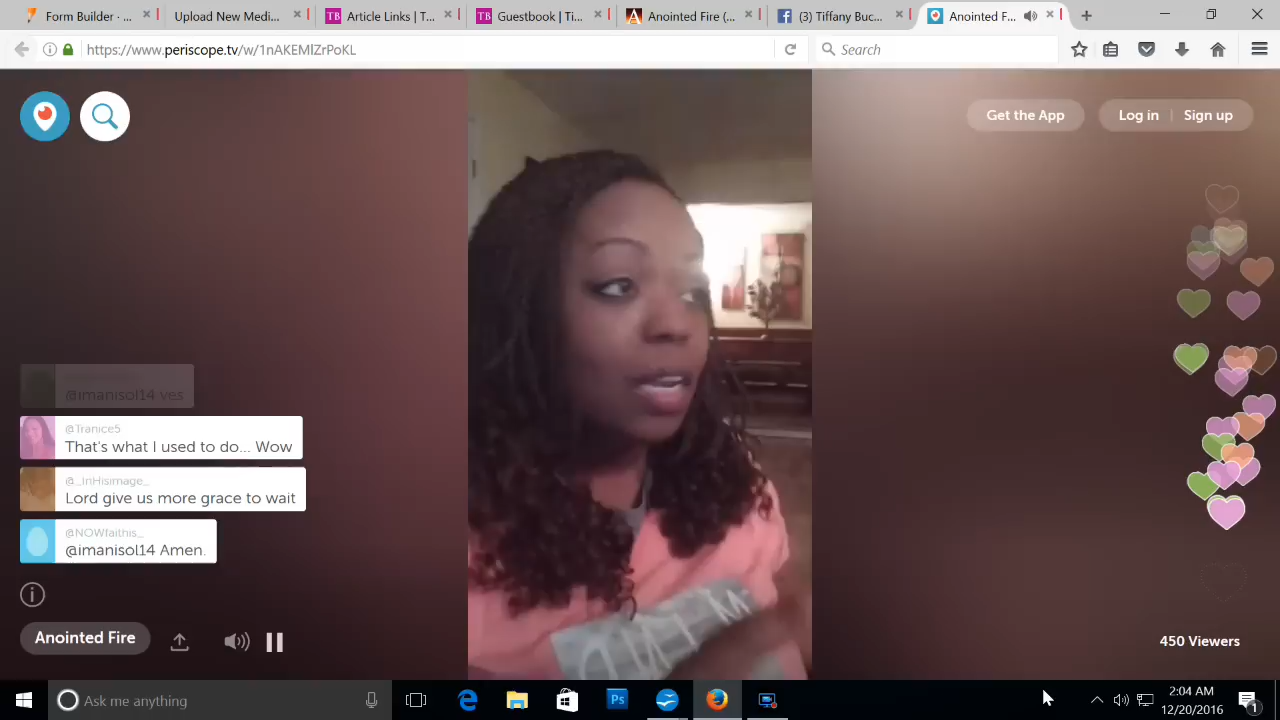 Form Builder - 
Upload New Medi...
TB Article Links | T...
TB Guestbook | Ti...
Anointed Fire (...
(3) Tiffany Buc...
Anointed F...
https://www.periscope.tv/w/1nAKEMlZrPoKL
Search
Get the App
Log in | Sign up
@imanisol14 yes
@Tranice5
That's what I used to do... Wow
@_InHisImage_
Lord give us more grace to wait
@NOWfaithis_
@imanisol14 Amen.
Anointed Fire
450 Viewers
Ask me anything
2:04 AM
12/20/2016